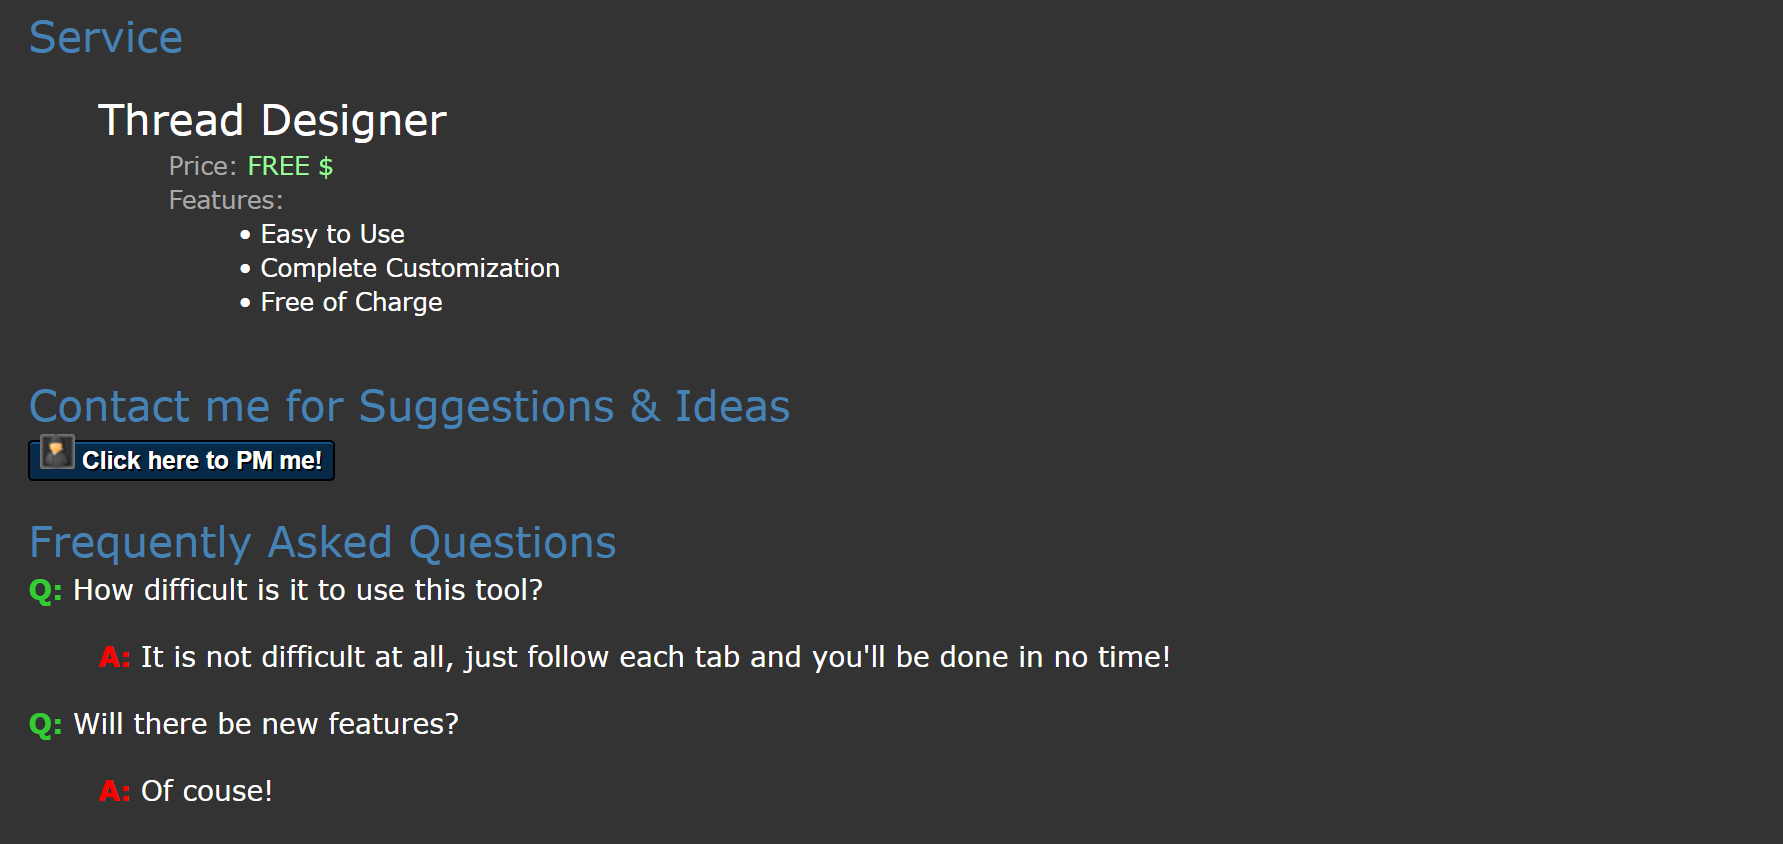 Service
Thread Designer
Price: FREE $
Features:
• Easy to Use
• Complete Customization
• Free of Charge
Contact me for Suggestions & Ideas
Click here to PM me!
Frequently Asked Questions
Q: How difficult is it to use this tool?
A: It is not difficult at all, just follow each tab and you'll be done in no time!
Q: Will there be new features?
A: Of couse!